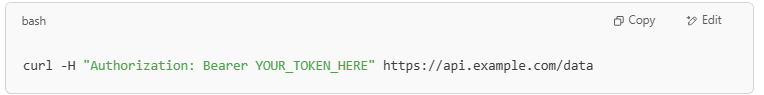 bash
Copy
Edit
curl -H "Authorization: Bearer YOUR_TOKEN_HERE" https://api.example.com/data